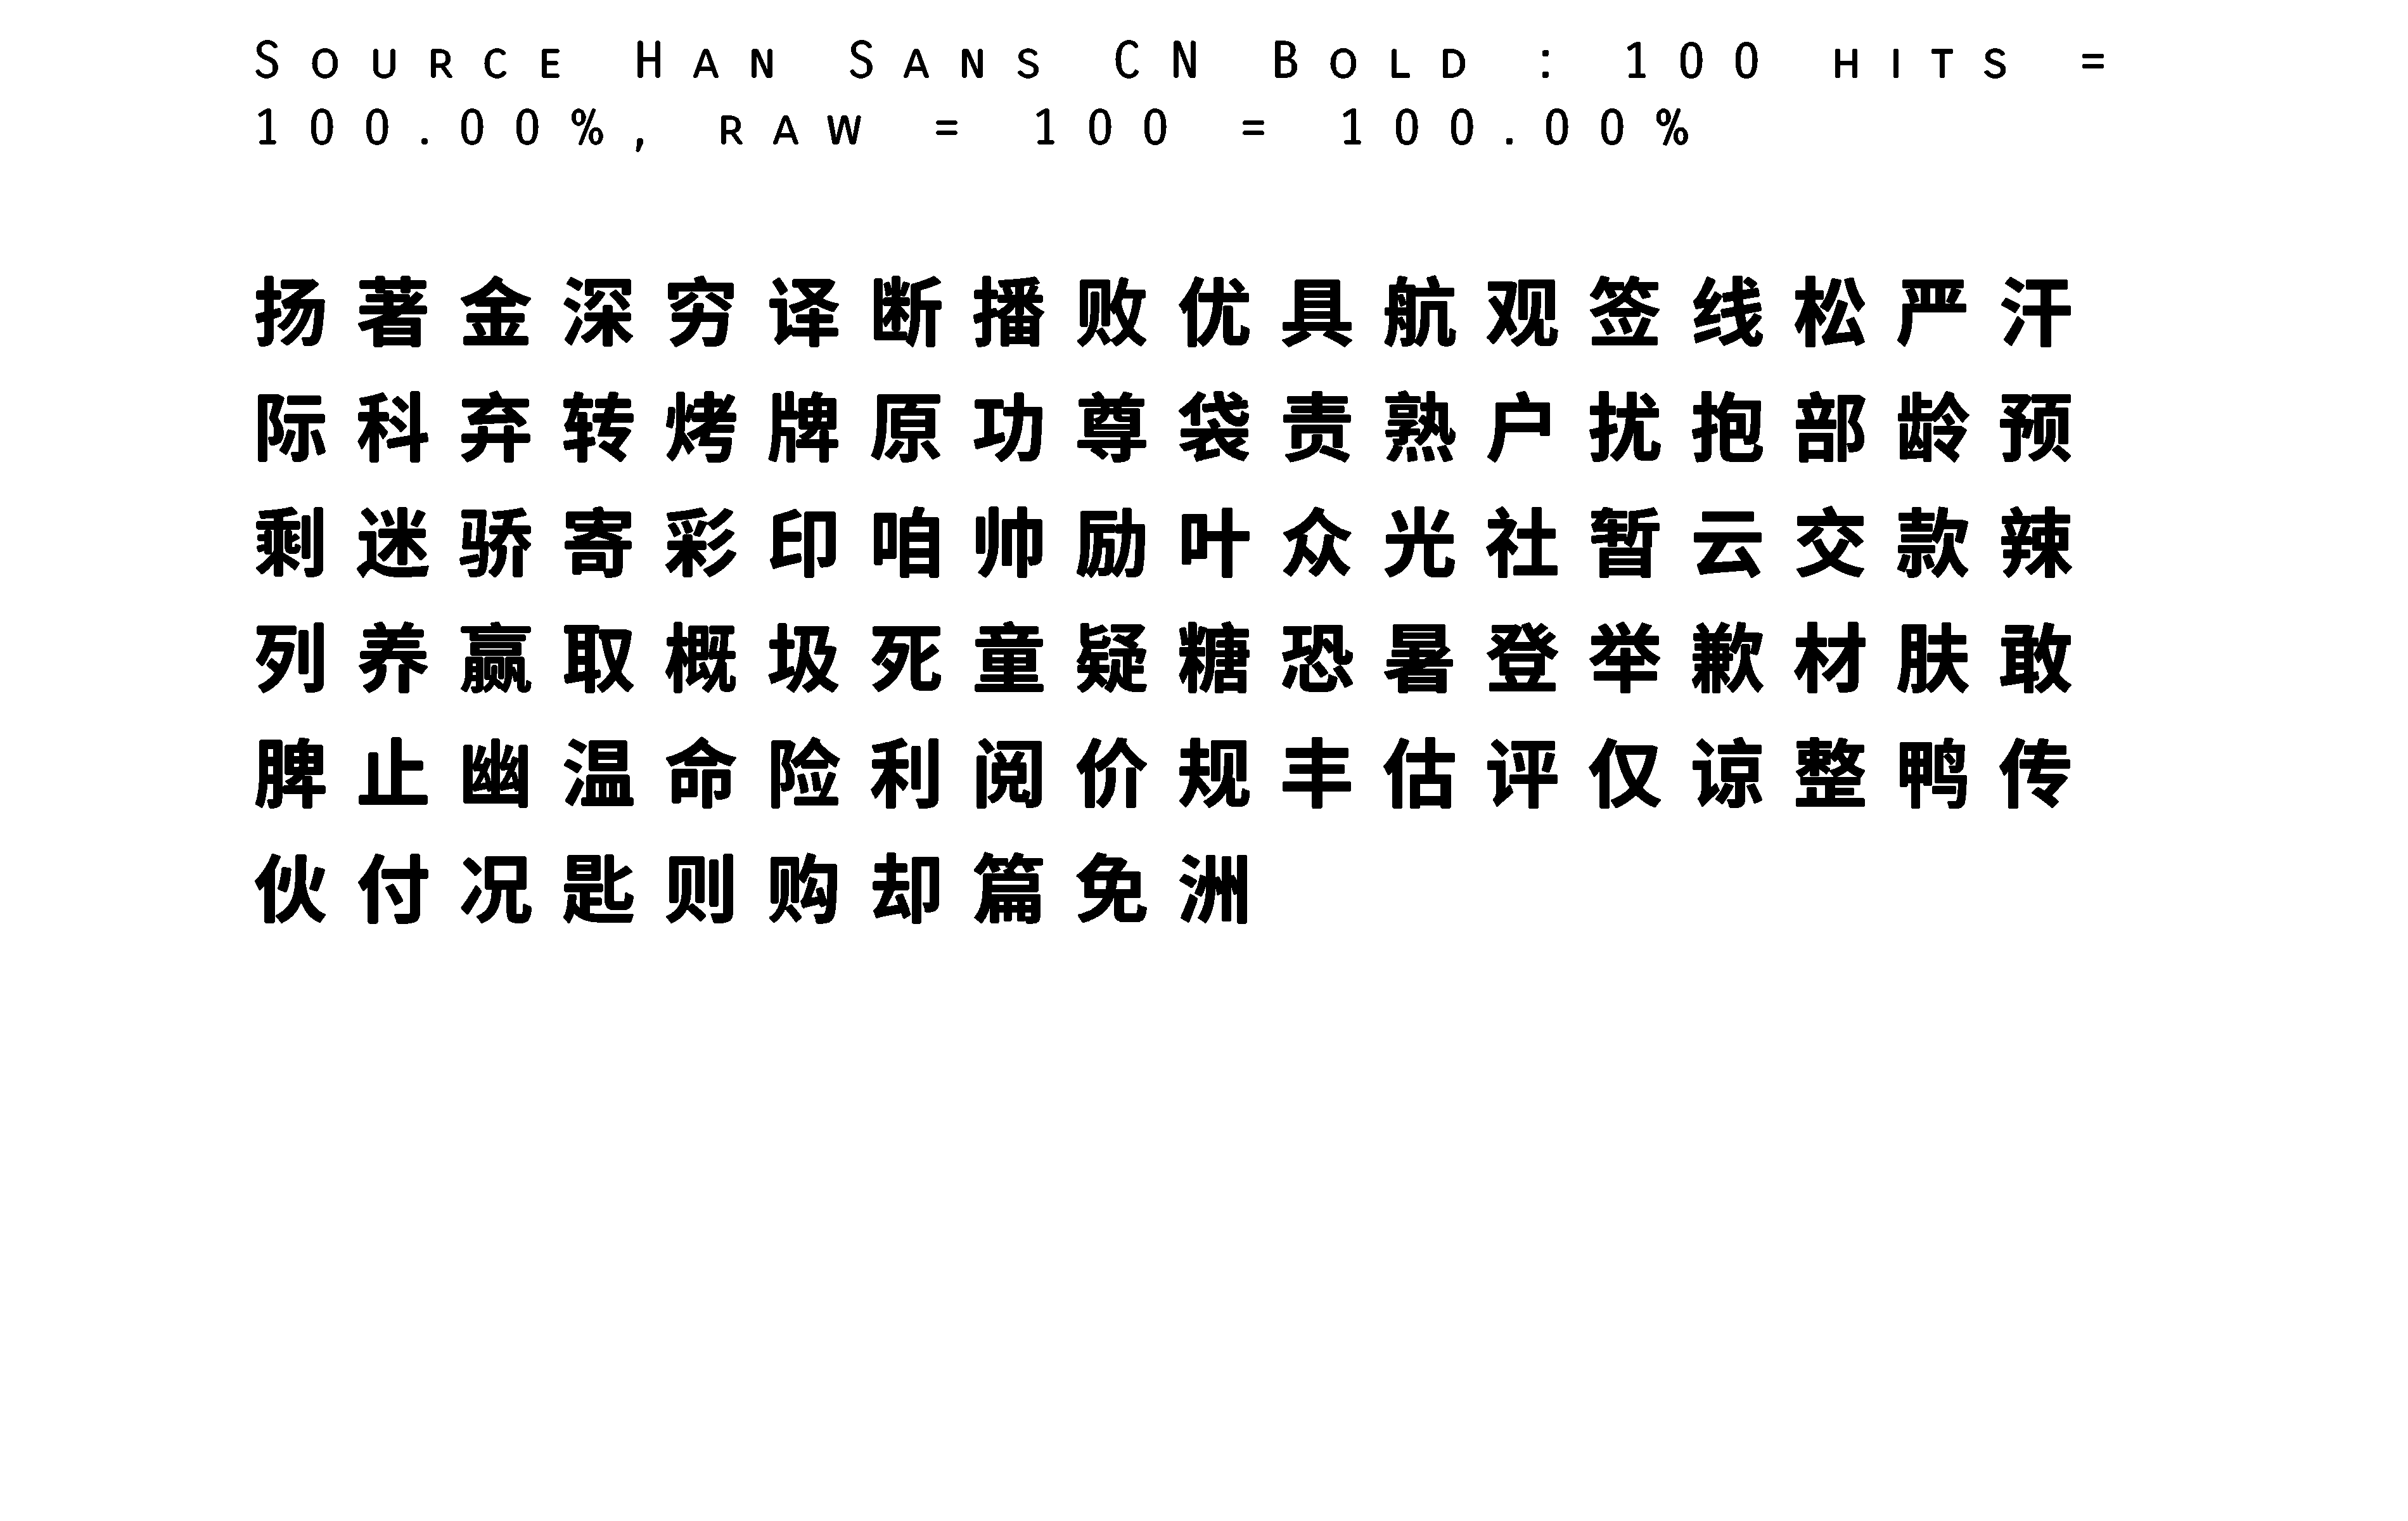 Source Han Sans CN Bold : 100 hits =
100.00%, raw = 100 = 100.00%
扬著金深穷译断播败优具航观签线松严汗
际科弃转烤牌原功尊袋责熟户扰抱部龄预
剩迷骄寄彩印咱帅励叶众光社暂云交款辣
列养赢取概圾死童疑糖恐暑登举歉材肤敢
脾止幽温命险利阅价规丰估评仅谅整鸭传
伙付况匙则购却篇免洲